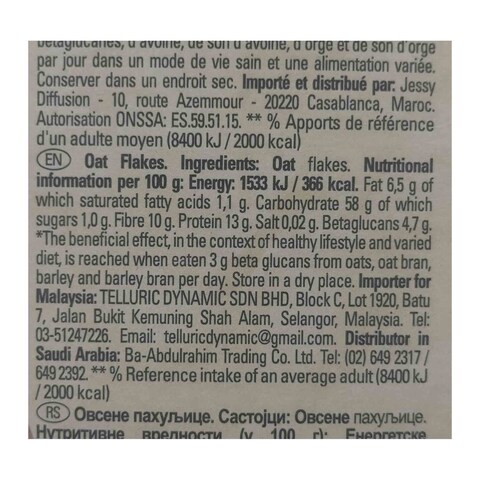 bétaglucanes, d'avoine, de son d'avoine, d'orge et de son d'orge
par jour dans un mode de vie sain et une alimentation variée.
Conserver dans un endroit sec. Importé et distribué par: Jessy
Diffusion - 10, route Azemmour - 20220 Casablanca, Maroc.
Autorisation ONSSA: ES.59.51.15. ** % Apports de référence
d'un adulte moyen (8400 kJ / 2000 kcal)
EN Oat Flakes. Ingredients: Oat flakes. Nutritional
information per 100 g: Energy: 1533 kJ / 366 kcal. Fat 6,5 g of
which saturated fatty acids 1,1 g. Carbohydrate 58 g of which
sugars 1,0 g. Fibre 10 g. Protein 13 g. Salt 0,02 g. Betaglucans 4,7 g.
*The beneficial effect, in the context of healthy lifestyle and varied
diet, is reached when eaten 3 g beta glucans from oats, oat bran,
barley and barley bran per day. Store in a dry place. Importer for
Malaysia: TELLURIC DYNAMIC SDN BHD, Block C, Lot 1920, Batu
7, Jalan Bukit Kemuning Shah Alam, Selangor, Malaysia. Tel:
03-51247226. Email: telluricdynamic@gmail.com. Distributor in
Saudi Arabia: Ba-Abdulrahim Trading Co. Ltd. Tel: (02) 649 2317 /
649 2392. ** % Reference intake of an average adult (8400 kJ
/ 2000 kcal)
RS Овсене пахуљице. Састојци: Овсене пахуљице.
Нутритивне вредности (у 100 г): Енергетске